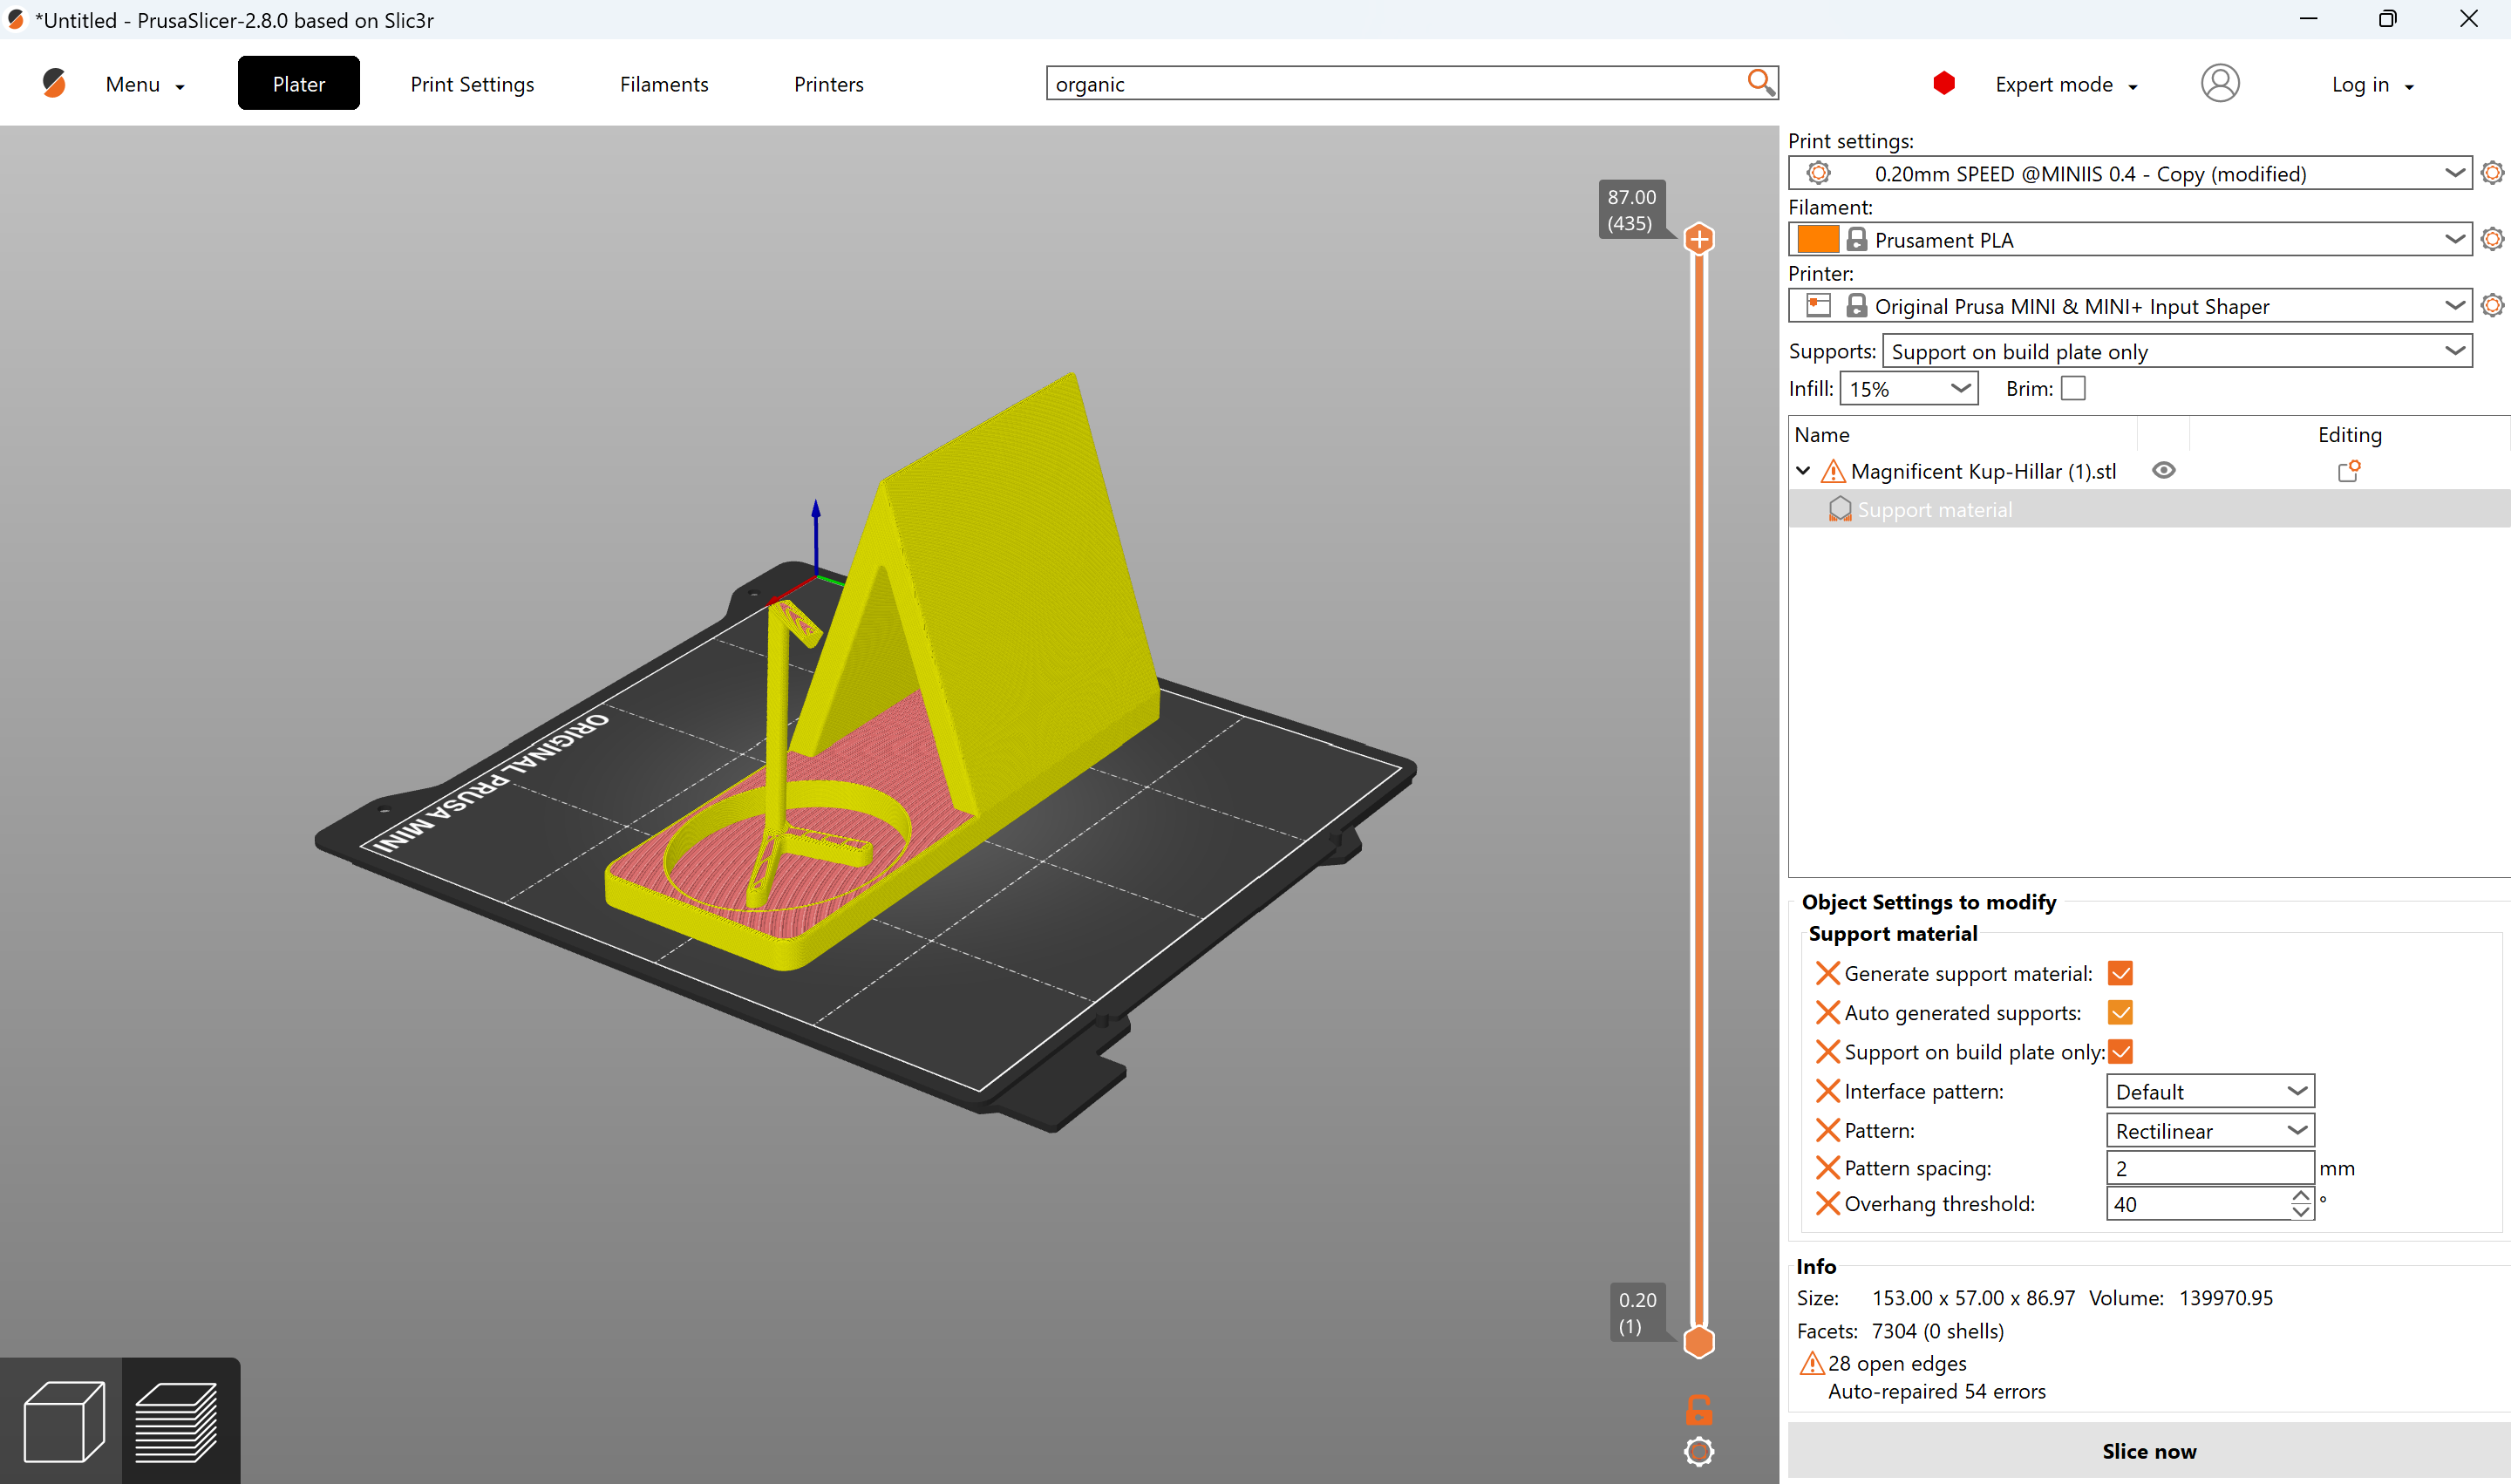 *Untitled - PrusaSlicer-2.8.0 based on Slic3r
Menu Plater Print Settings Filaments Printers organic Expert mode Log in
Print settings:
0.20mm SPEED @MINIIS 0.4 - Copy (modified)
Filament:
Prusament PLA
Printer:
Original Prusa MINI & MINI+ Input Shaper
Supports: Support on build plate only
Infill: 15% Brim:
Name Editing
Magnificent Kup-Hillar (1).stl
Support material
87.00
(435)
ORIGINAL PRUSA MINI
0.20
(1)
Object Settings to modify
Support material
Generate support material:
Auto generated supports:
Support on build plate only:
Interface pattern: Default
Pattern: Rectilinear
Pattern spacing: 2 mm
Overhang threshold: 40 °
Info
Size: 153.00 x 57.00 x 86.97 Volume: 139970.95
Facets: 7304 (0 shells)
28 open edges
Auto-repaired 54 errors
Slice now